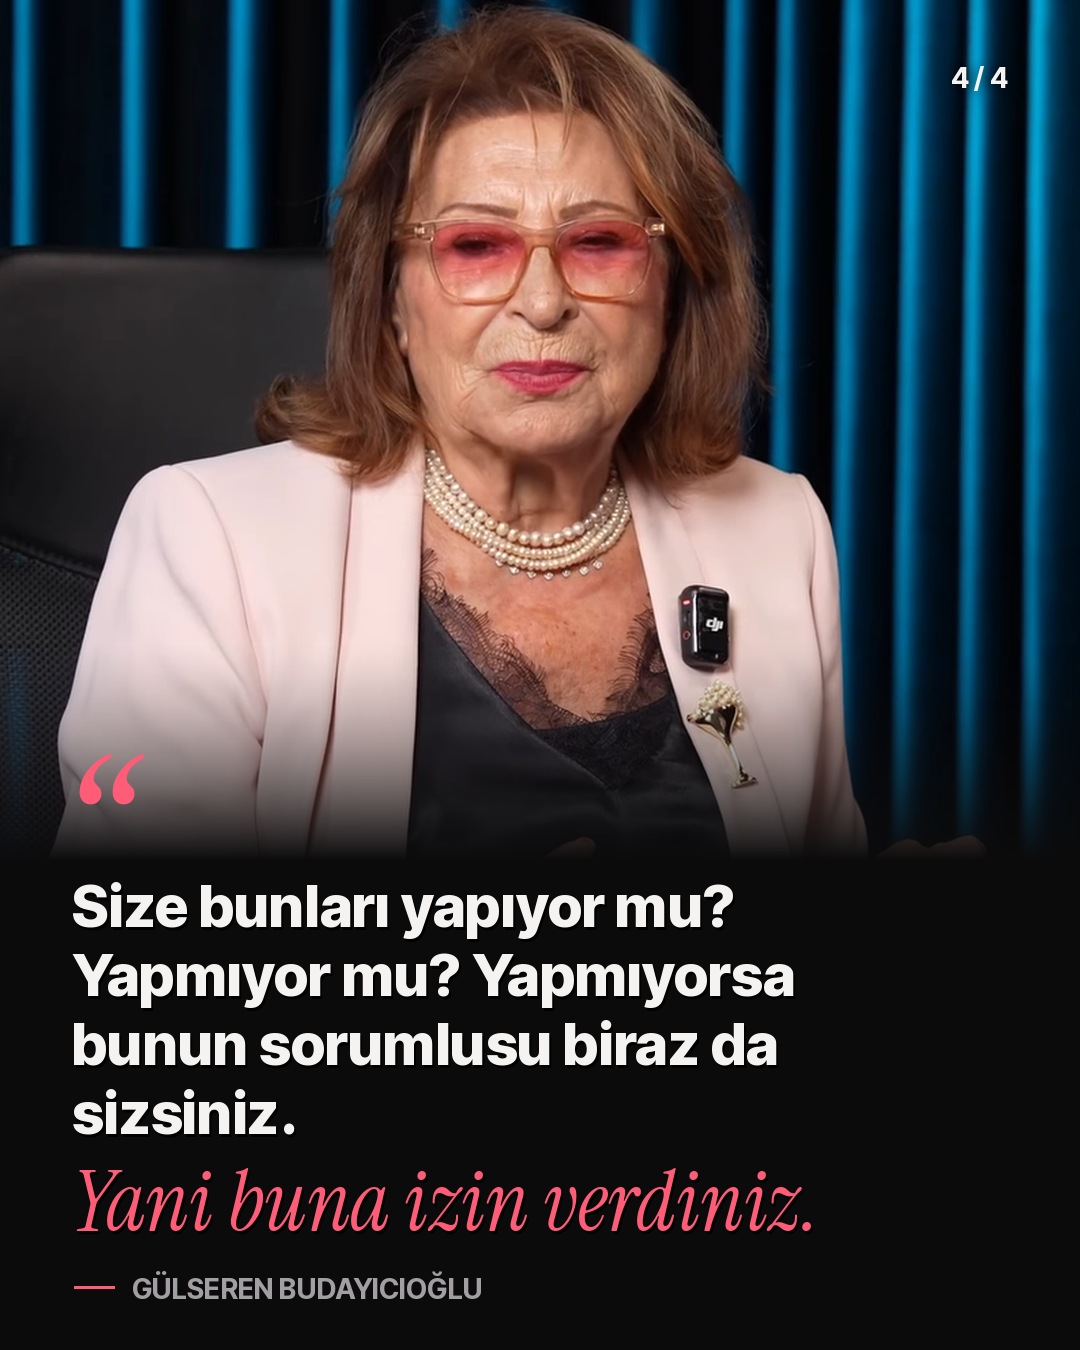 4 / 4
dji
“
Size bunları yapıyor mu?
Yapmıyor mu? Yapmıyorsa
bunun sorumlusu biraz da
sizsiniz.
Yani buna izin verdiniz.
— GÜLSEREN BUDAYICIOĞLU